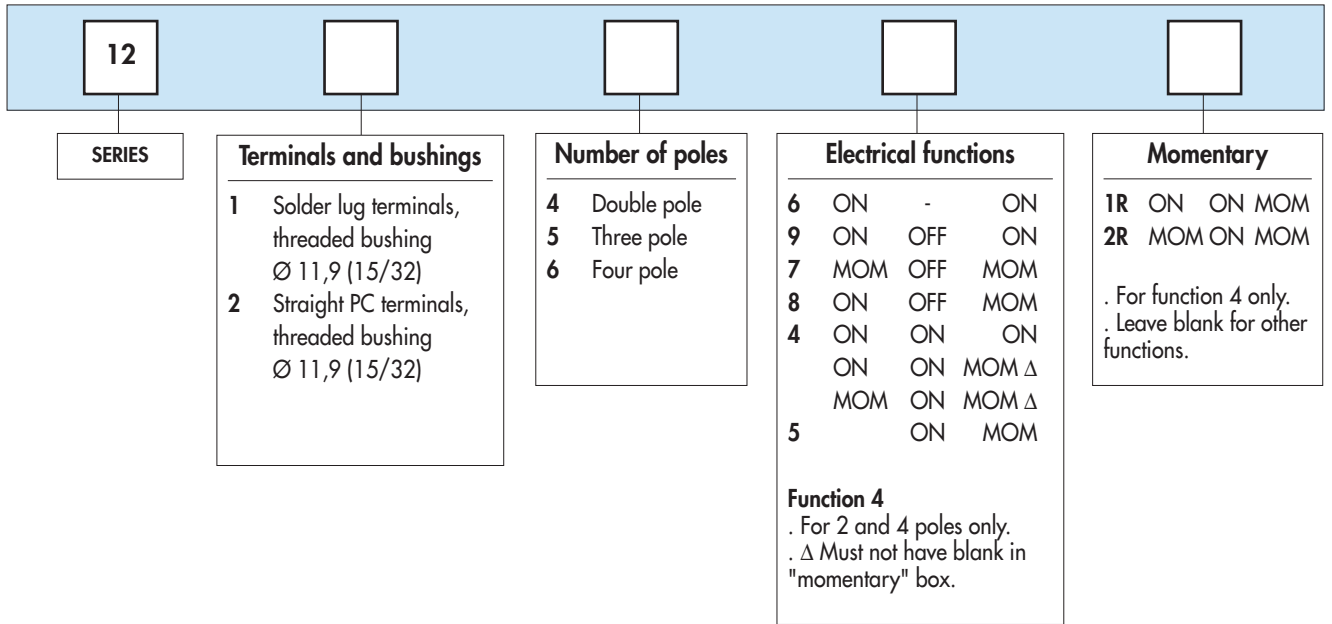 12
SERIES
Terminals and bushings
1 Solder lug terminals,
threaded bushing
Ø 11,9 (15/32)
2 Straight PC terminals,
threaded bushing
Ø 11,9 (15/32)
Number of poles
4 Double pole
5 Three pole
6 Four pole
Electrical functions
6 ON - ON
9 ON OFF ON
7 MOM OFF MOM
8 ON OFF MOM
4 ON ON ON
ON ON MOM Δ
MOM ON MOM Δ
5 ON MOM
Function 4
. For 2 and 4 poles only.
. Δ Must not have blank in
"momentary" box.
Momentary
1R ON ON MOM
2R MOM ON MOM
. For function 4 only.
. Leave blank for other
functions.